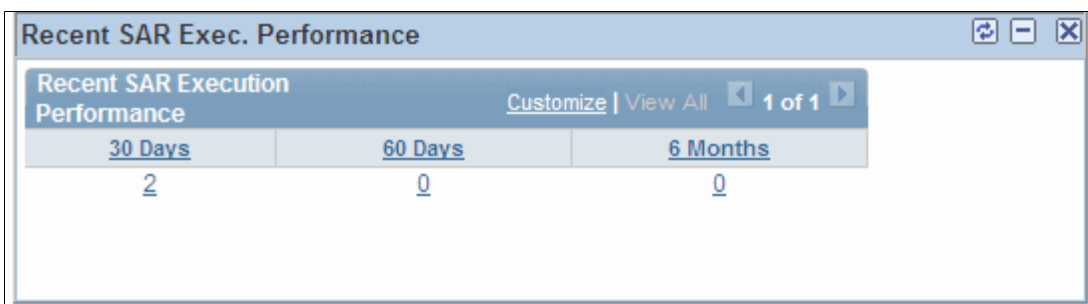 Recent SAR Exec. Performance
Recent SAR Execution
Performance
Customize | View All 1 of 1
30 Days 60 Days 6 Months
2 0 0